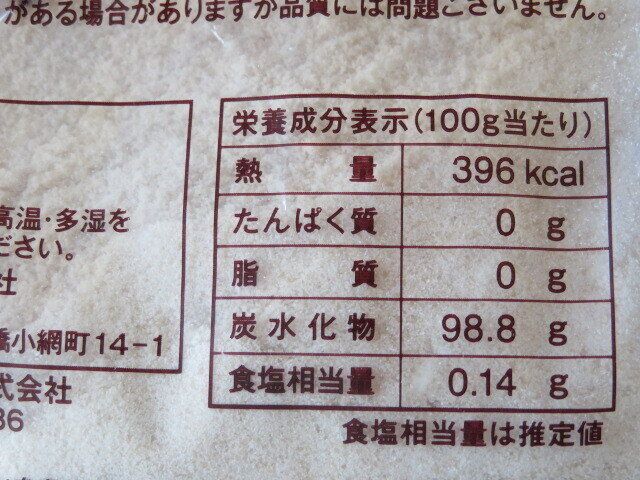 がある場合がありますが品質には問題ございません。
栄養成分表示(100g当たり)
熱量 396 kcal
たんぱく質 0 g
脂質 0 g
炭水化物 98.8 g
食塩相当量 0.14 g
食塩相当量は推定値
高温・多湿を
ださい。
社
小網町14-1
式会社
36